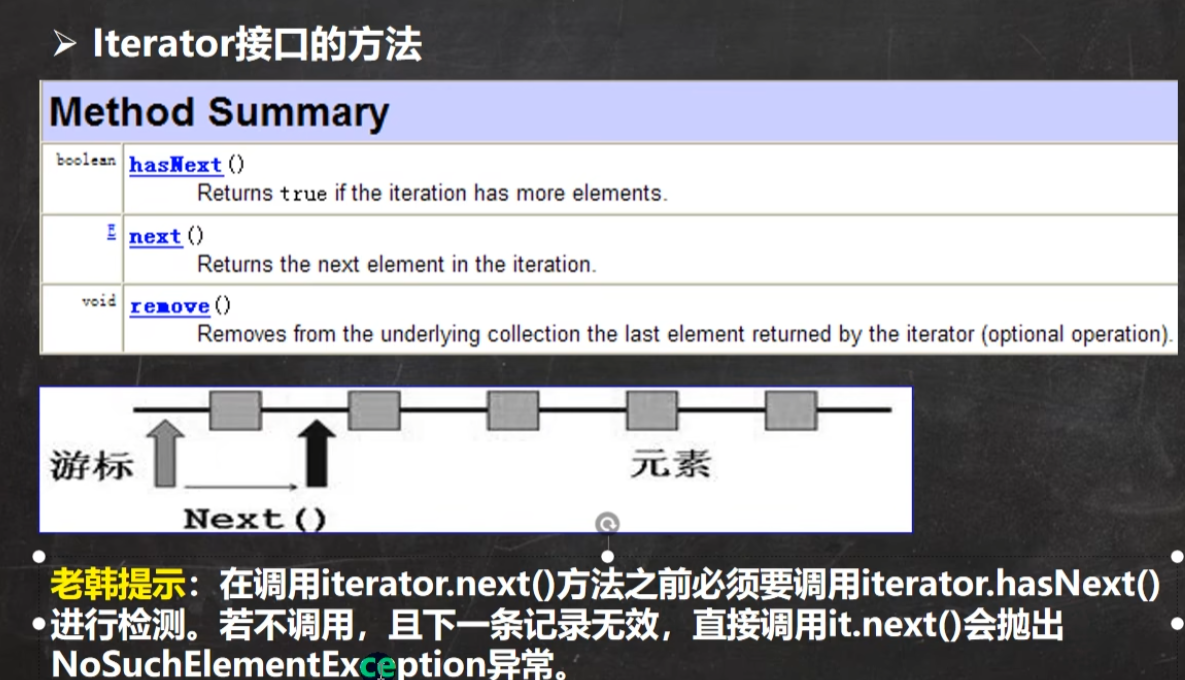 ➢ Iterator接口的方法
Method Summary
boolean hasNext()
Returns true if the iteration has more elements.
E next()
Returns the next element in the iteration.
void remove()
Removes from the underlying collection the last element returned by the iterator (optional operation).
游标 元素
Next()
老韩提示：在调用iterator.next()方法之前必须要调用iterator.hasNext()
进行检测。若不调用，且下一条记录无效，直接调用it.next()会抛出
NoSuchElementException异常。